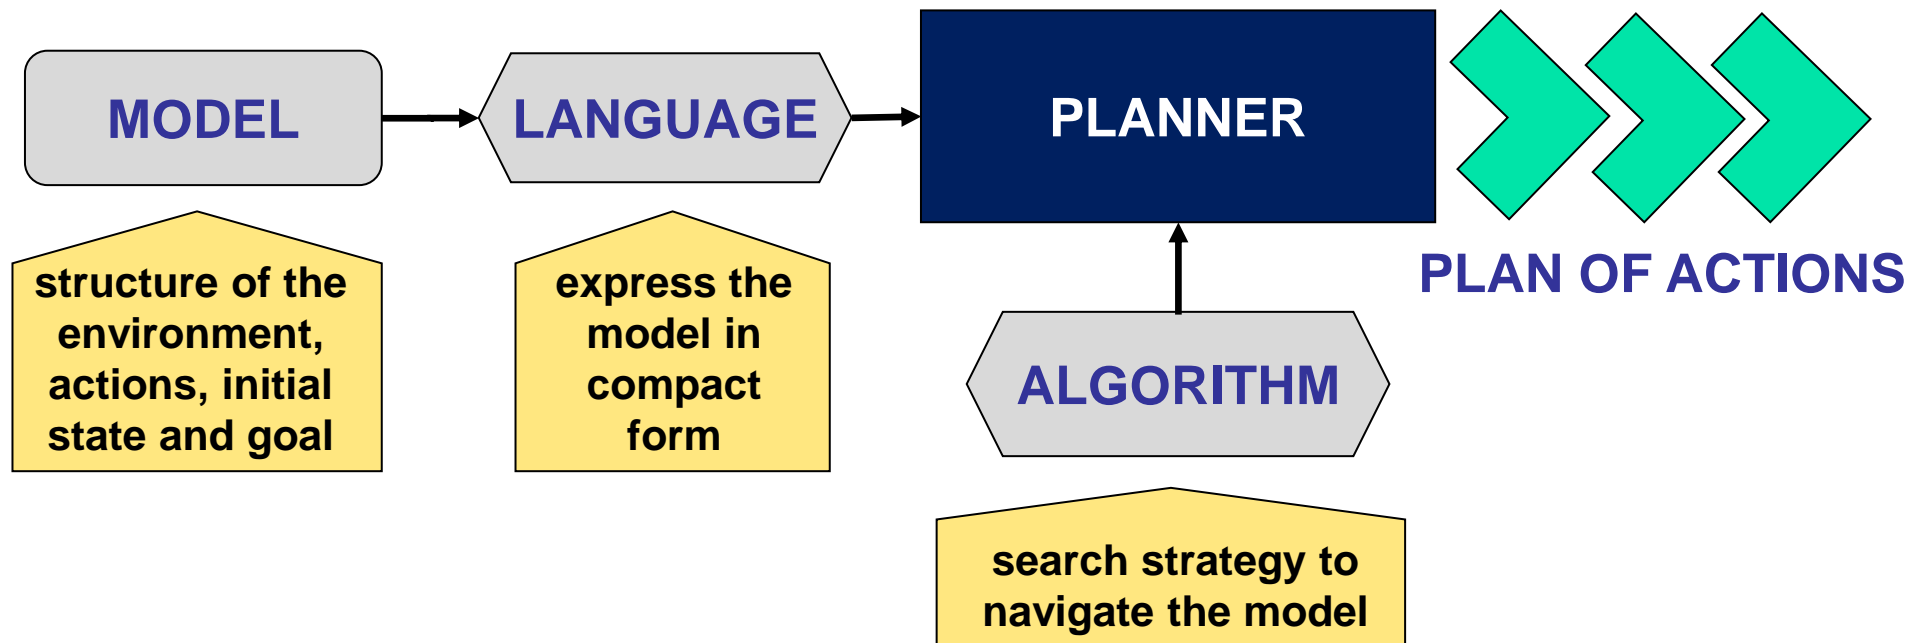 MODEL
LANGUAGE
PLANNER
PLAN OF ACTIONS
structure of the
environment,
actions, initial
state and goal
express the
model in
compact
form
ALGORITHM
search strategy to
navigate the model